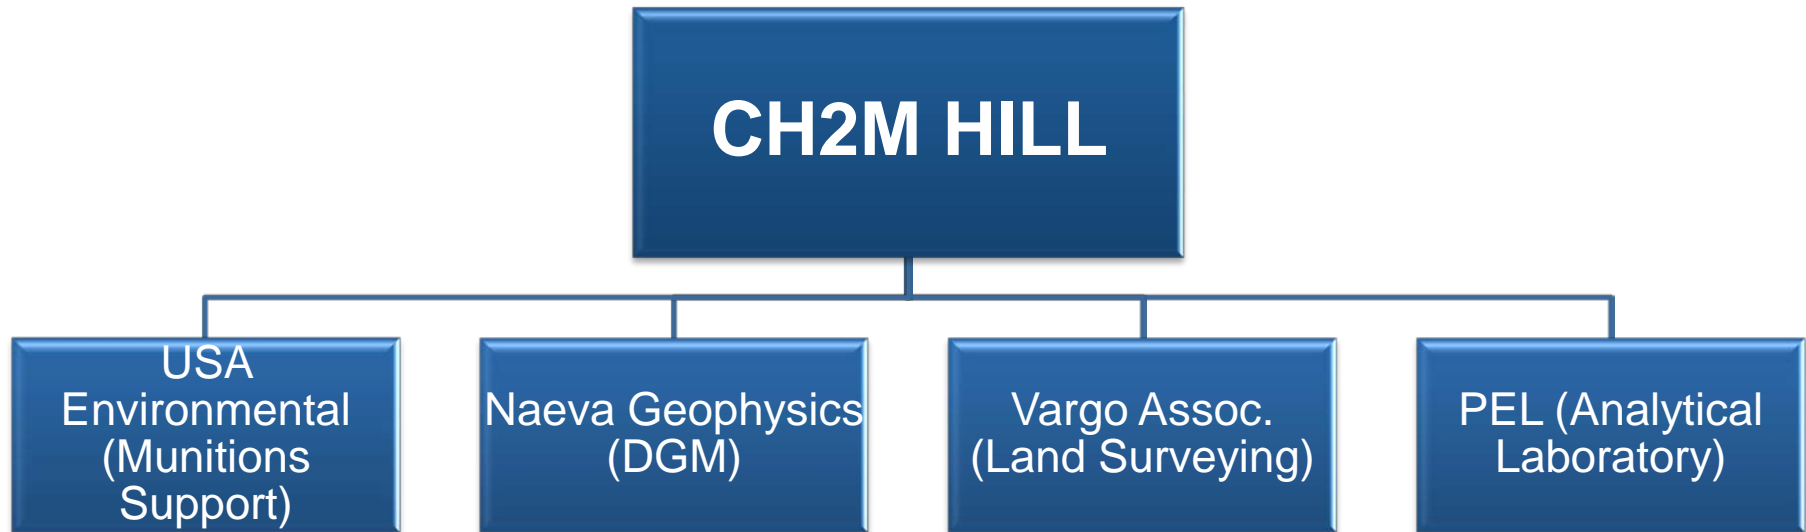 CH2M HILL
USA
Environmental
(Munitions
Support)
Naeva Geophysics
(DGM)
Vargo Assoc.
(Land Surveying)
PEL (Analytical
Laboratory)